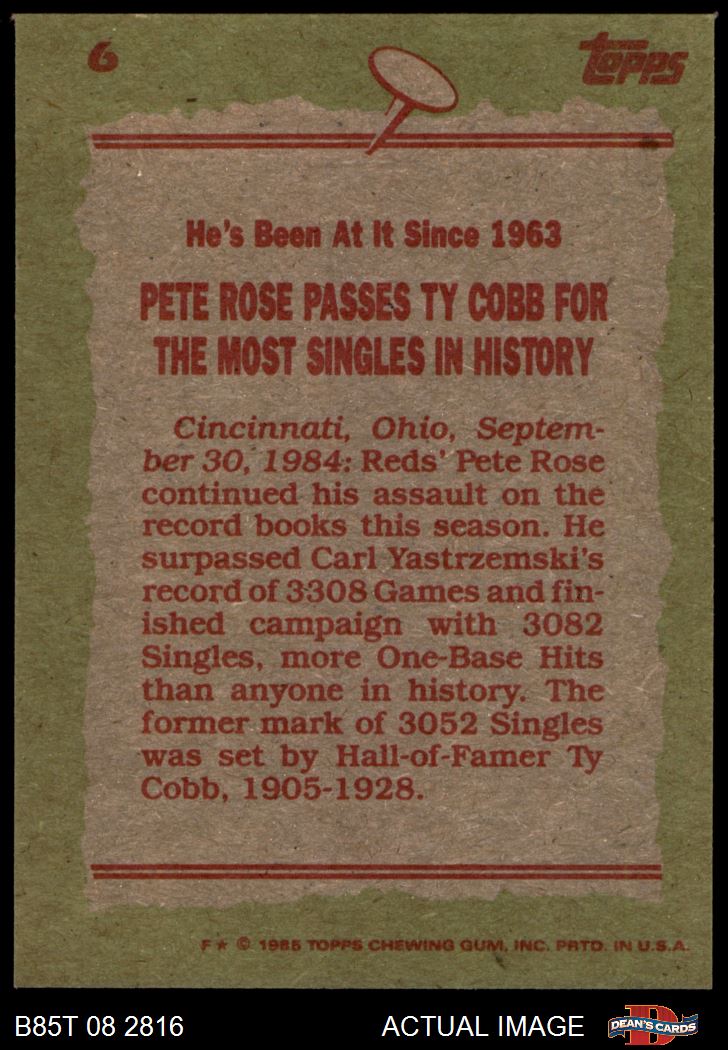 6
Topps
He's Been At It Since 1963
PETE ROSE PASSES TY COBB FOR
THE MOST SINGLES IN HISTORY
Cincinnati, Ohio, Septem-
ber 30, 1984: Reds' Pete Rose
continued his assault on the
record books this season. He
surpassed Carl Yastrzemski's
record of 3308 Games and fin-
ished campaign with 3082
Singles, more One-Base Hits
than anyone in history. The
former mark of 3052 Singles
was set by Hall-of-Famer Ty
Cobb, 1905-1928.
F★ © 1985 TOPPS CHEWING GUM, INC. PRTD. IN U.S.A.
B85T 08 2816
ACTUAL IMAGE
D
DEAN'S CARDS